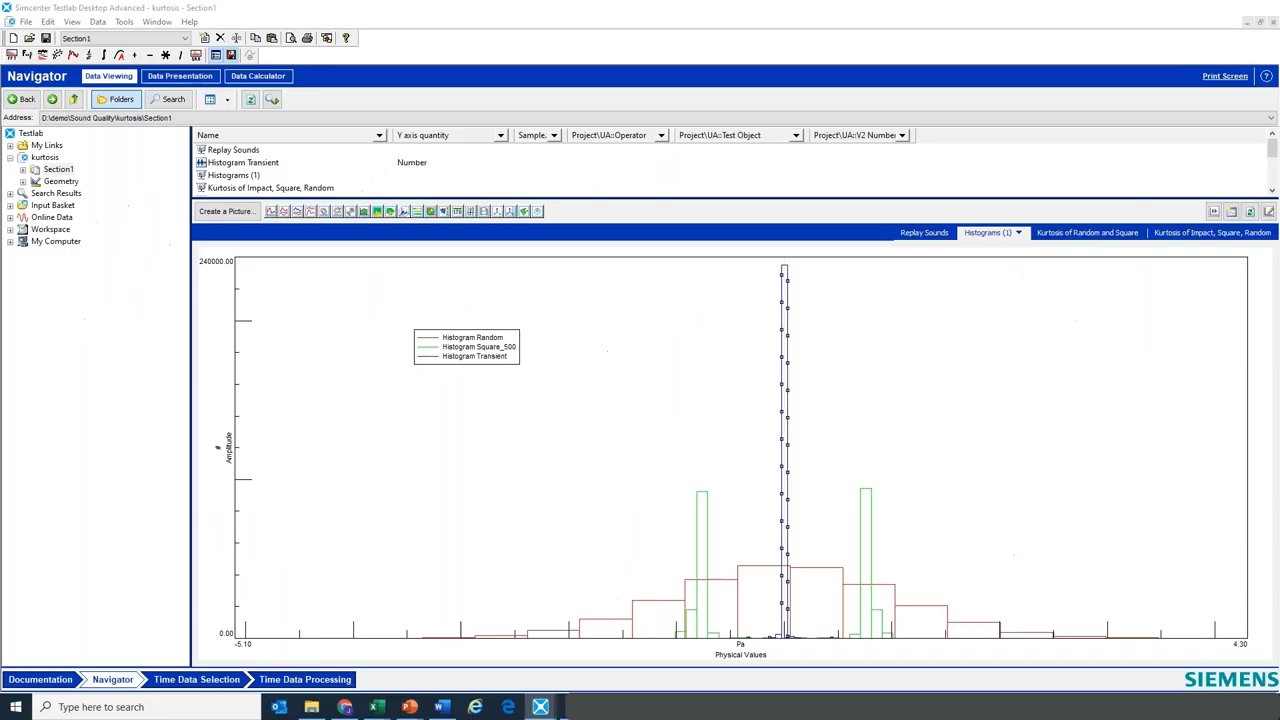 Simcenter Testlab Desktop Advanced - kurtosis - Section1
File Edit View Data Tools Window Help
Section1
Navigator Data Viewing Data Presentation Data Calculator Print Screen
Back Folders Search
Address: D:\demo\Sound Quality\kurtosis\Section1
Testlab
My Links
kurtosis
Section1
Geometry
Search Results
Input Basket
Online Data
Workspace
My Computer
Name Y axis quantity Sample. Project\UA::Operator Project\UA::Test Object Project\UA::V2 Number
Replay Sounds
Histogram Transient Number
Histograms (1)
Kurtosis of Impact, Square, Random
Create a Picture...
Replay Sounds Histograms (1) Kurtosis of Random and Square Kurtosis of Impact, Square, Random
240000.00
Histogram Random
Histogram Square_500
Histogram Transient
# Amplitude
0.00
-5.10 Pa 4.30
Physical Values
Documentation Navigator Time Data Selection Time Data Processing SIEMENS
Type here to search